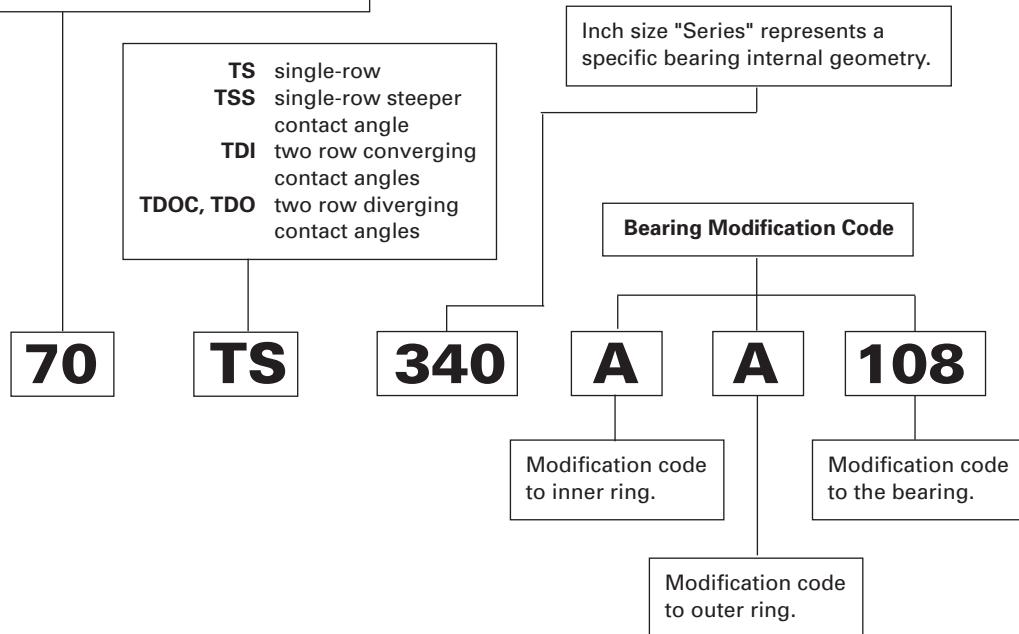 Inch size "Series" represents a
specific bearing internal geometry.
TS single-row
TSS single-row steeper
contact angle
TDI two row converging
contact angles
TDOC, TDO two row diverging
contact angles
Bearing Modification Code
70 TS 340 A A 108
Modification code
to inner ring.
Modification code
to the bearing.
Modification code
to outer ring.